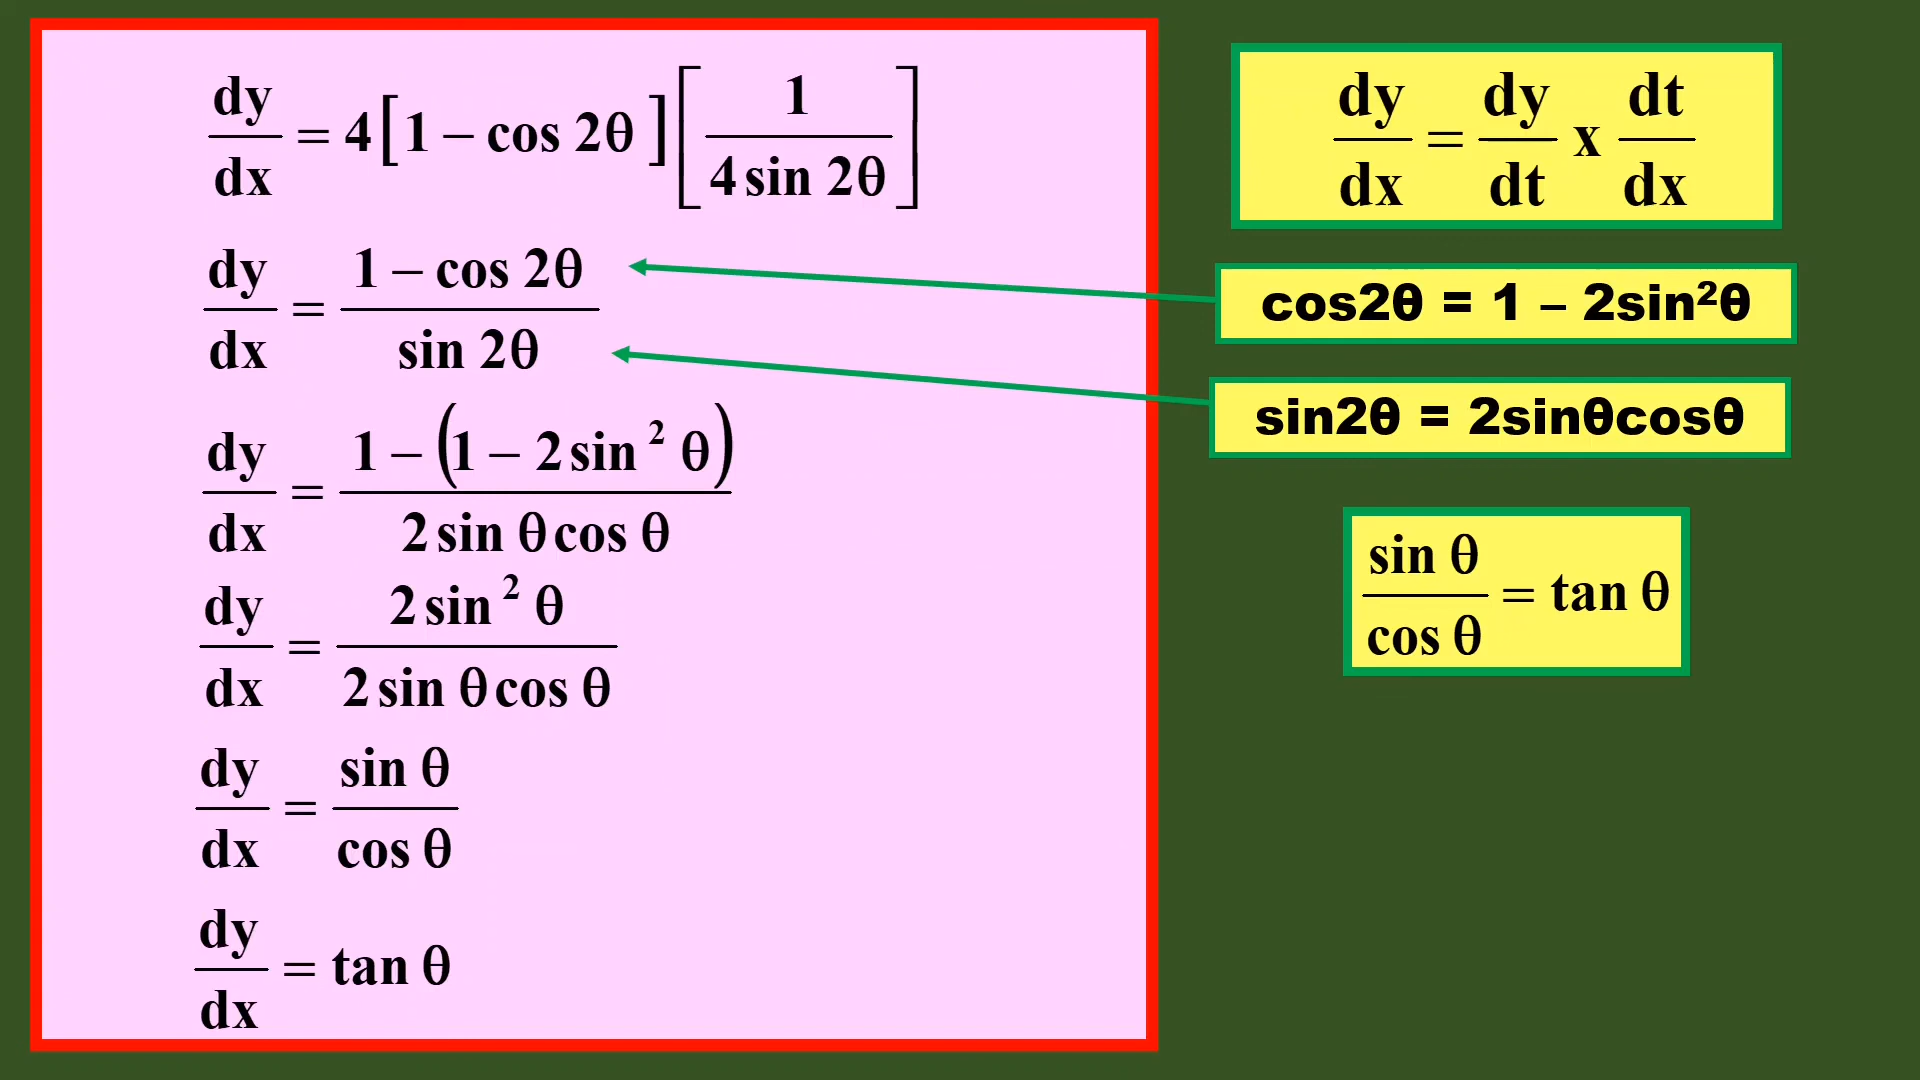 dy/dx = 4[1 – cos 2θ][1/(4 sin 2θ)]
dy/dx = (1 – cos 2θ)/(sin 2θ)
dy/dx = (1 – (1 – 2 sin² θ))/(2 sin θ cos θ)
dy/dx = (2 sin² θ)/(2 sin θ cos θ)
dy/dx = sin θ/cos θ
dy/dx = tan θ
dy/dx = dy/dt x dt/dx
cos2θ = 1 – 2sin²θ
sin2θ = 2sinθcosθ
sin θ/cos θ = tan θ